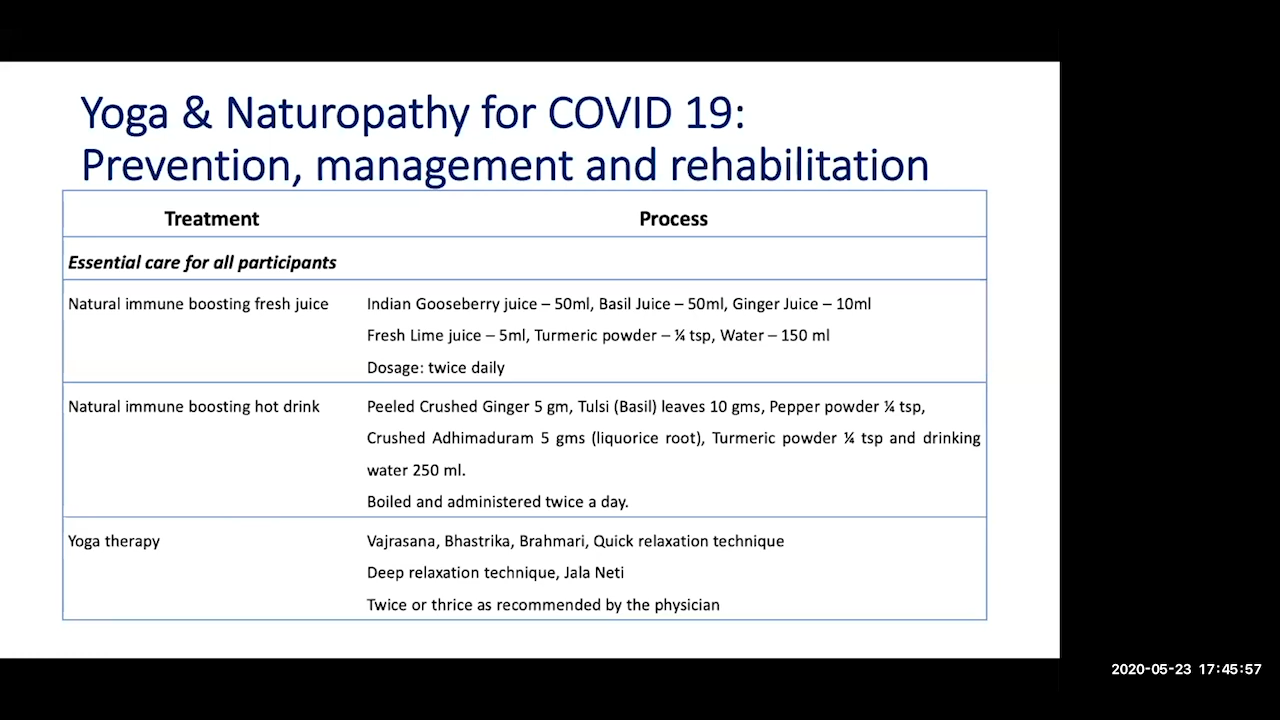 Yoga & Naturopathy for COVID 19:
Prevention, management and rehabilitation
Treatment
Process
Essential care for all participants
Natural immune boosting fresh juice
Indian Gooseberry juice – 50ml, Basil Juice – 50ml, Ginger Juice – 10ml
Fresh Lime juice – 5ml, Turmeric powder – ¼ tsp, Water – 150 ml
Dosage: twice daily
Natural immune boosting hot drink
Peeled Crushed Ginger 5 gm, Tulsi (Basil) leaves 10 gms, Pepper powder ¼ tsp,
Crushed Adhimaduram 5 gms (liquorice root), Turmeric powder ¼ tsp and drinking
water 250 ml.
Boiled and administered twice a day.
Yoga therapy
Vajrasana, Bhastrika, Brahmari, Quick relaxation technique
Deep relaxation technique, Jala Neti
Twice or thrice as recommended by the physician
2020-05-23 17:45:57